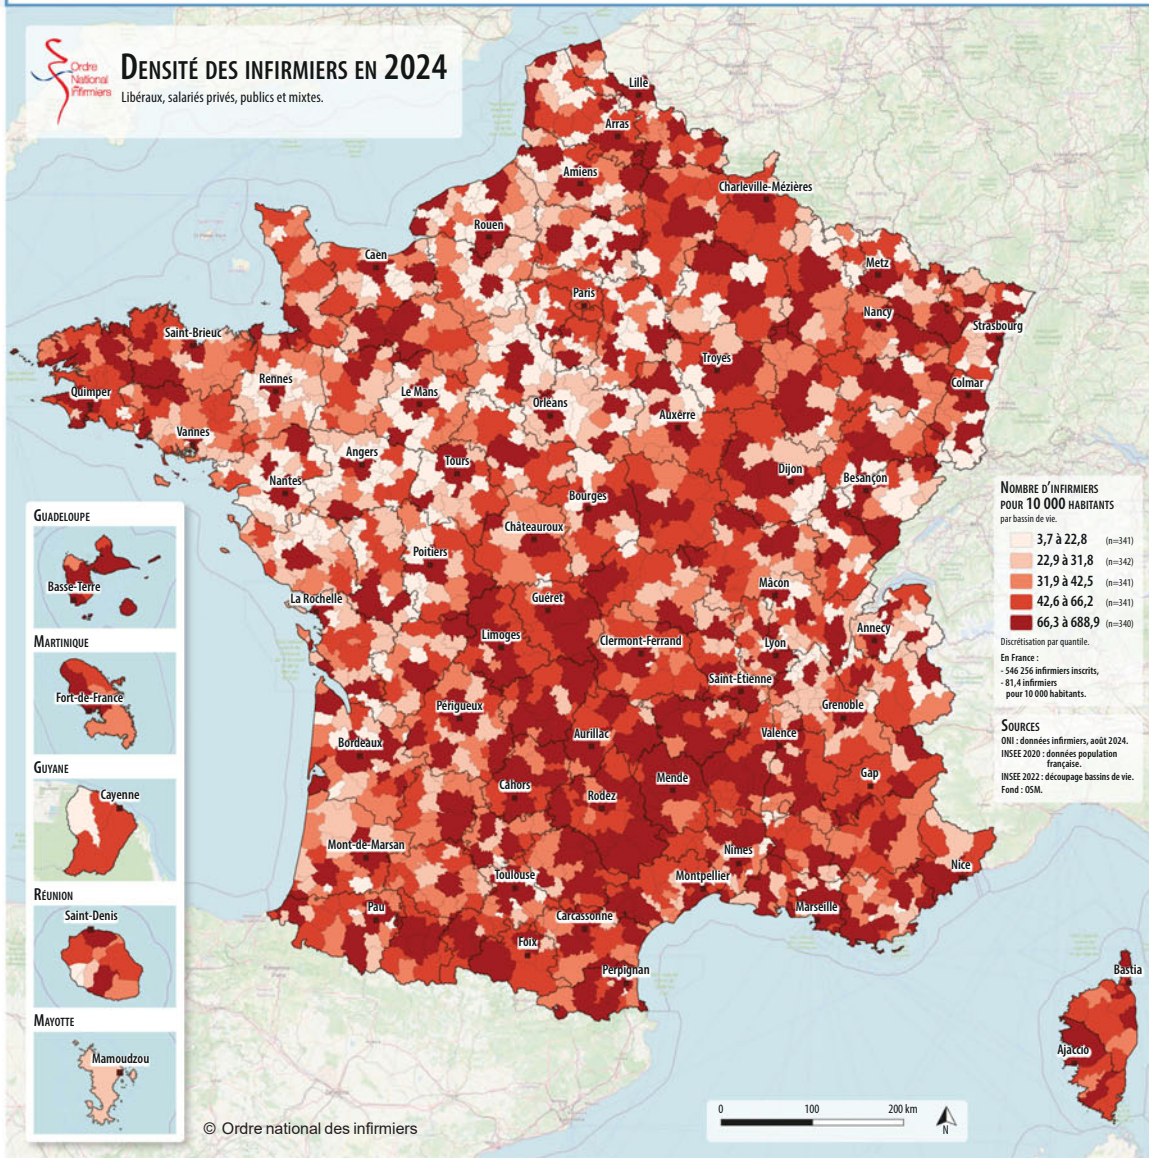 Ordre
National
Infirmiers
DENSITÉ DES INFIRMIERS EN 2024
Libéraux, salariés privés, publics et mixtes.
Lille
Arras
Amiens
Charleville-Mézières
Rouen
Caen
Metz
Paris
Nancy
Saint-Brieuc
Strasbourg
Troyes
Rennes
Colmar
Quimper
Le Mans
Orléans
Auxerre
Vannes
Angers
Tours
Dijon
Besançon
Nantes
Bourges
Châteauroux
Poitiers
Mâcon
La Rochelle
Guéret
Annecy
Limoges
Clermont-Ferrand
Lyon
Saint-Étienne
Périgueux
Grenoble
Aurillac
Valence
Bordeaux
Mende
Gap
Cahors
Rodez
Mont-de-Marsan
Nîmes
Nice
Toulouse
Montpellier
Pau
Marseille
Carcassonne
Foix
Perpignan
Bastia
Ajaccio
GUADELOUPE
Basse-Terre
MARTINIQUE
Fort-de-France
GUYANE
Cayenne
RÉUNION
Saint-Denis
MAYOTTE
Mamoudzou
NOMBRE D'INFIRMIERS
POUR 10 000 HABITANTS
par bassin de vie.
3,7 à 22,8 (n=341)
22,9 à 31,8 (n=342)
31,9 à 42,5 (n=341)
42,6 à 66,2 (n=341)
66,3 à 688,9 (n=340)
Discrétisation par quantile.
En France :
- 546 256 infirmiers inscrits,
- 81,4 infirmiers
pour 10 000 habitants.
SOURCES
ONI : données infirmiers, août 2024.
INSEE 2020 : données population
française.
INSEE 2022 : découpage bassins de vie.
Fond : OSM.
0 100 200 km
N
© Ordre national des infirmiers